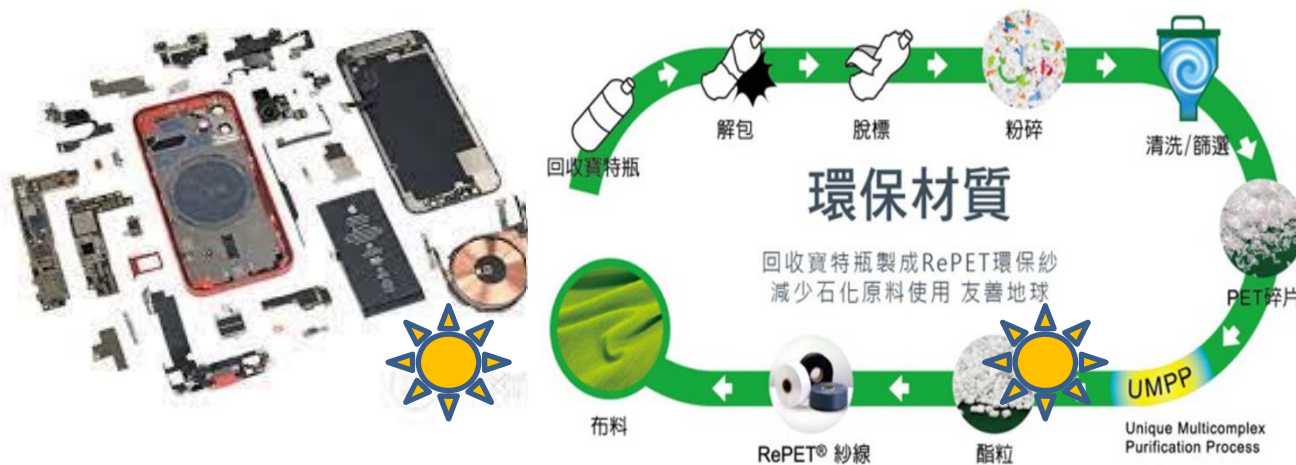 回收寶特瓶
解包
脫標
粉碎
清洗/篩選
環保材質
回收寶特瓶製成RePET環保紗
減少石化原料使用 友善地球
PET碎片
UMPP
Unique Multicomplex
Purification Process
酯粒
RePET® 紗線
布料